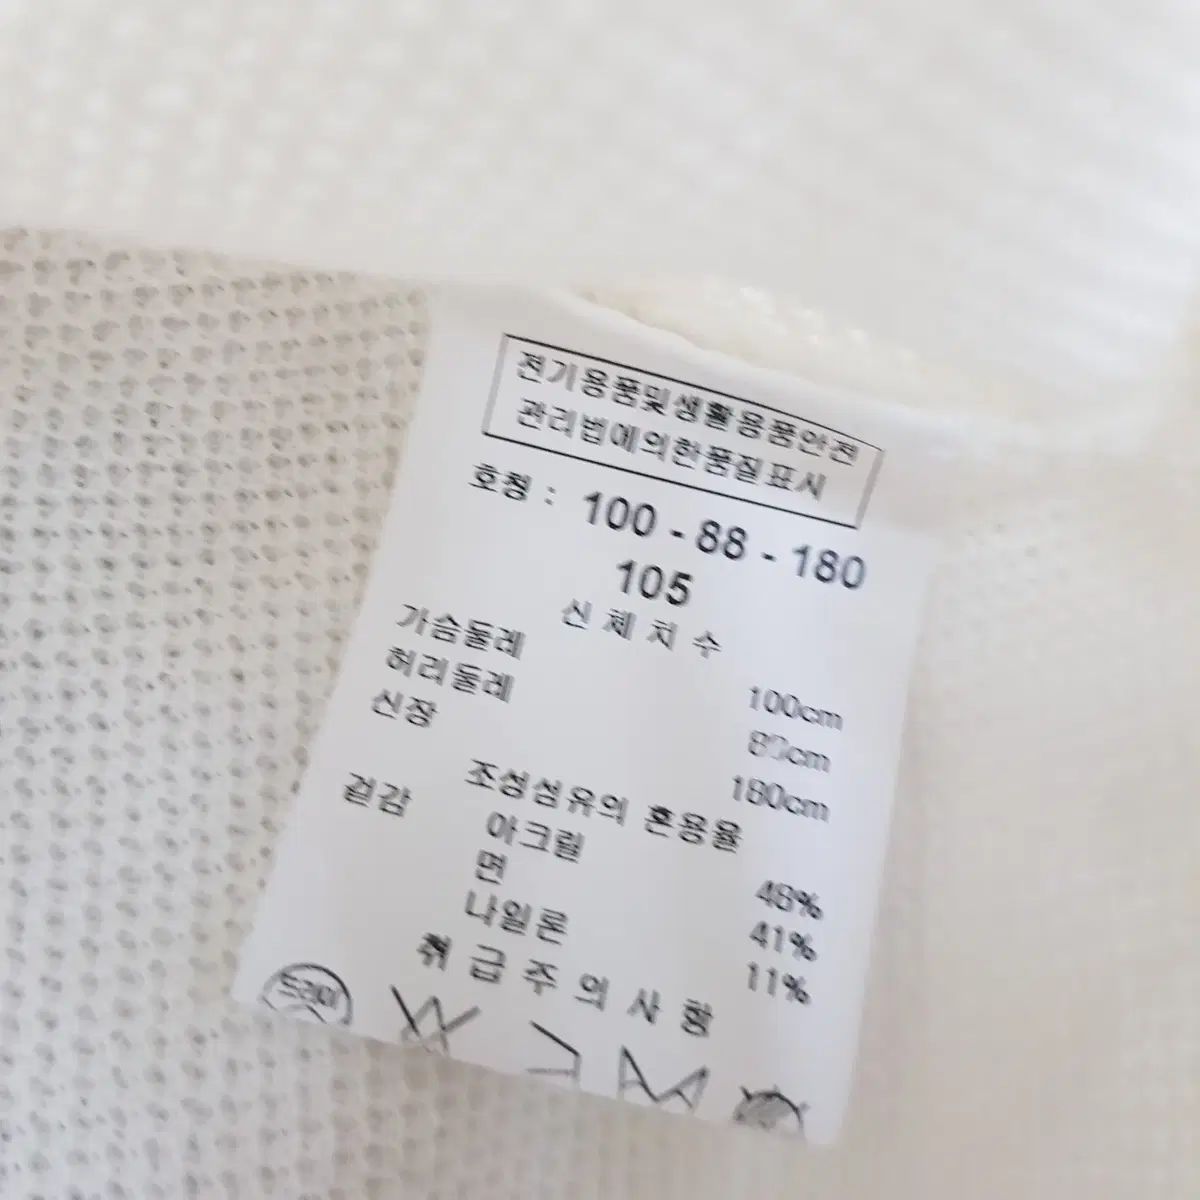 전기용품및생활용품안전
관리법에의한품질표시
호칭 : 100 - 88 - 180
105
신 체 치 수
가슴둘레 100cm
허리둘레
신장 180cm
조성섬유의 혼용율
겉감 아크릴 48%
면 41%
나일론 11%
취 급 주 의 사 항
드라이